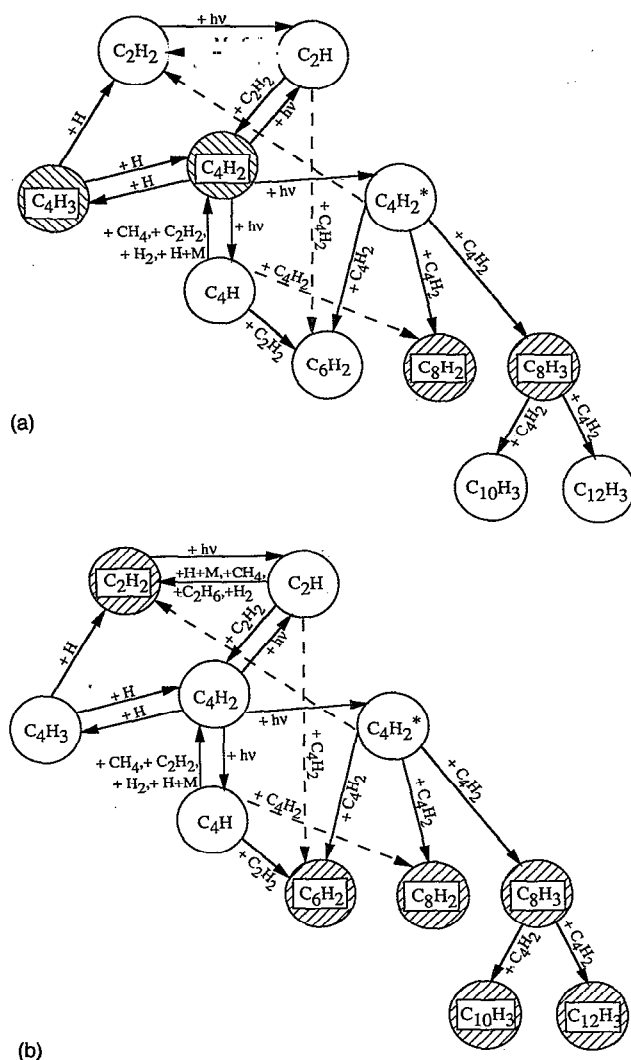 + hν
C2H2
C2H
+ C2H2
+ hν
+ H
+ H
C4H2
+ H
C4H3
+ hν
C4H2*
+ CH4, + C2H2,
+ H2, + H+M
+ hν
+ C4H2
+ C4H2
+ C4H2
+ C4H2
+ C4H2
C4H
+ C2H2
C6H2
C8H2
C8H3
+ C4H2
+ C4H2
C10H3
C12H3
(a)
+ hν
C2H2
+H+M, +CH4,
+C2H6, +H2
C2H
+ C2H2
+ hν
+ H
+ H
C4H2
+ H
C4H3
+ hν
C4H2*
+ CH4, + C2H2,
+ H2, + H+M
+ hν
+ C4H2
+ C4H2
+ C4H2
+ C4H2
+ C4H2
C4H
+ C2H2
C6H2
C8H2
C8H3
+ C4H2
+ C4H2
C10H3
C12H3
(b)